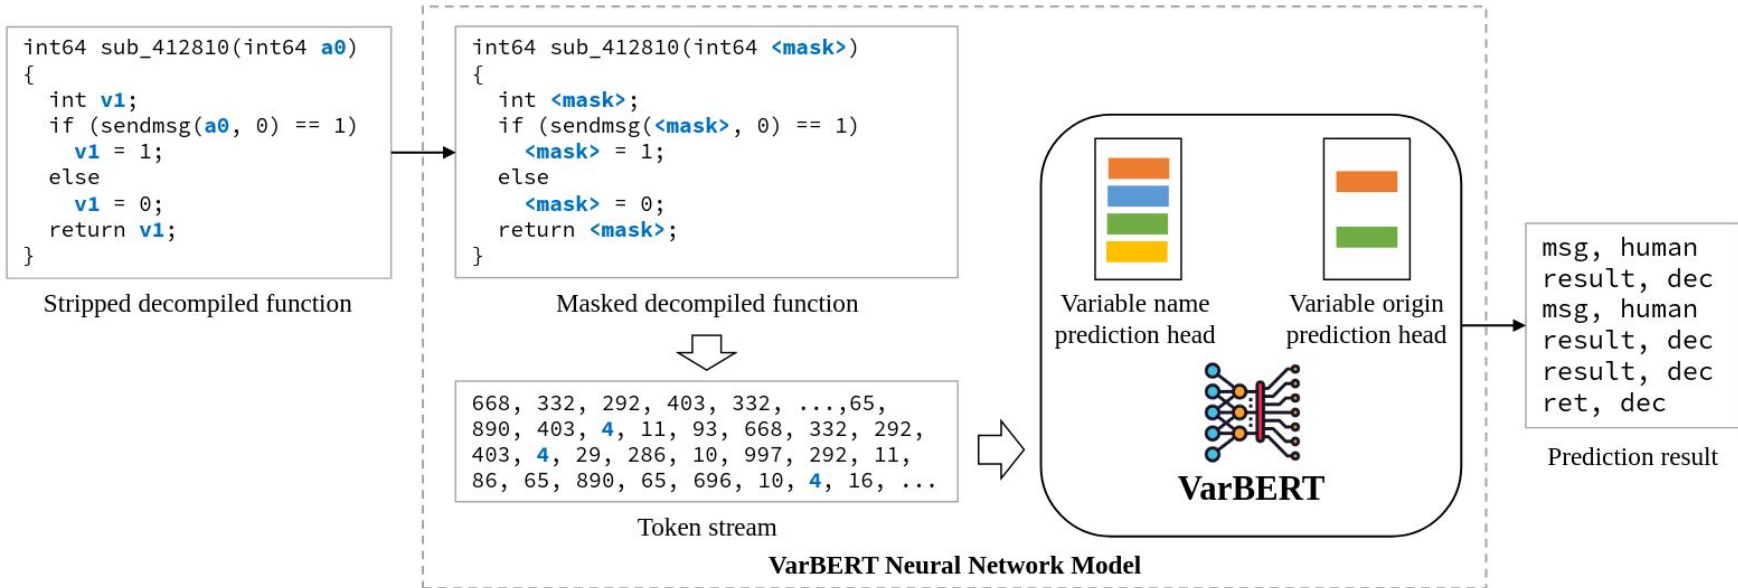 int64 sub_412810(int64 a0)
{
  int v1;
  if (sendmsg(a0, 0) == 1)
    v1 = 1;
  else
    v1 = 0;
  return v1;
}
Stripped decompiled function
int64 sub_412810(int64 <mask>)
{
  int <mask>;
  if (sendmsg(<mask>, 0) == 1)
    <mask> = 1;
  else
    <mask> = 0;
  return <mask>;
}
Masked decompiled function
668, 332, 292, 403, 332, ...,65,
890, 403, 4, 11, 93, 668, 332, 292,
403, 4, 29, 286, 10, 997, 292, 11,
86, 65, 890, 65, 696, 10, 4, 16, ...
Token stream
Variable name
prediction head
Variable origin
prediction head
VarBERT
VarBERT Neural Network Model
msg, human
result, dec
msg, human
result, dec
result, dec
ret, dec
Prediction result